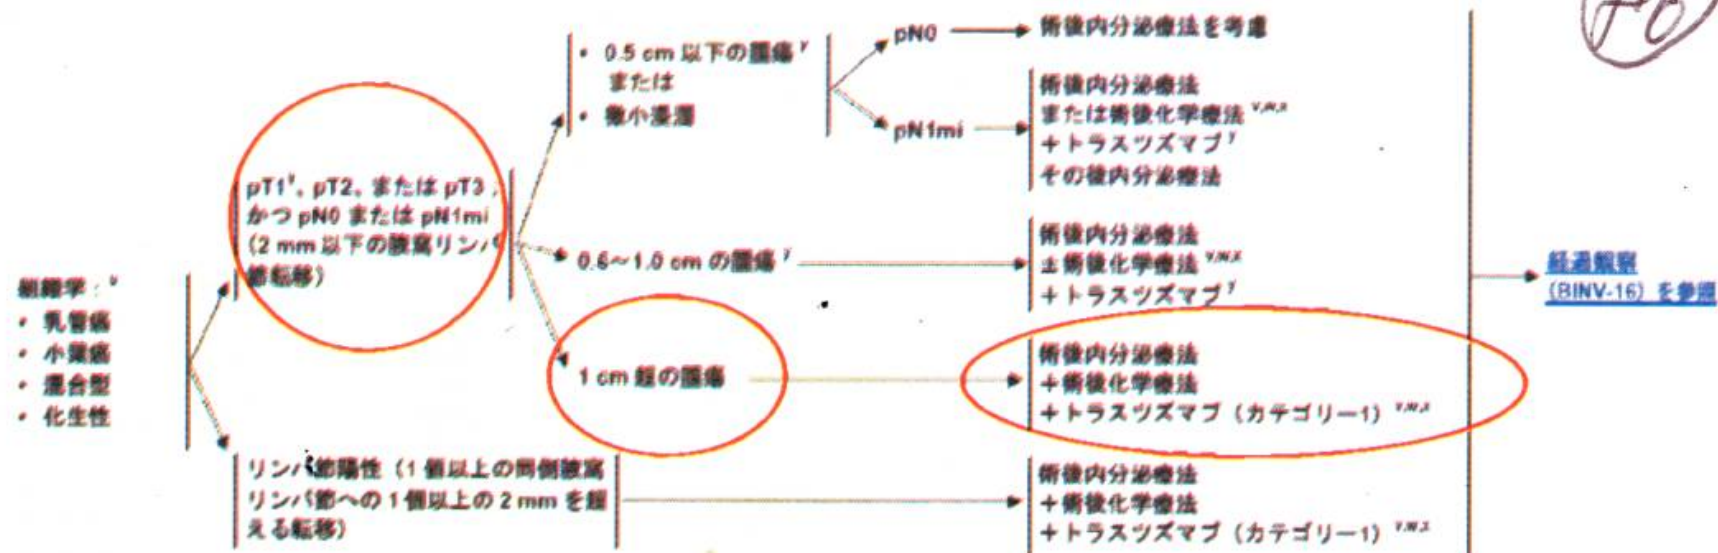 組織学：
・ 乳管癌
・ 小葉癌
・ 混合型
・ 化生性
pT1、pT2、または pT3、
かつ pN0 または pN1mi
（2 mm 以下の腋窩リンパ
節転移）
リンパ節陽性（1 個以上の同側腋窩
リンパ節への 1 個以上の 2 mm を超
える転移）
・ 0.5 cm 以下の腫瘍 y
または
・ 微小浸潤
0.6～1.0 cm の腫瘍 y
1 cm 超の腫瘍
pN0
pN1mi
術後内分泌療法を考慮
術後内分泌療法
または術後化学療法 v,w,x
＋トラスツズマブ y
その後内分泌療法
術後内分泌療法
±術後化学療法 v,w,x
＋トラスツズマブ y
術後内分泌療法
＋術後化学療法
＋トラスツズマブ（カテゴリー1） v,w,x
術後内分泌療法
＋術後化学療法
＋トラスツズマブ（カテゴリー1） v,w,x
経過観察
（BINV-16）を参照